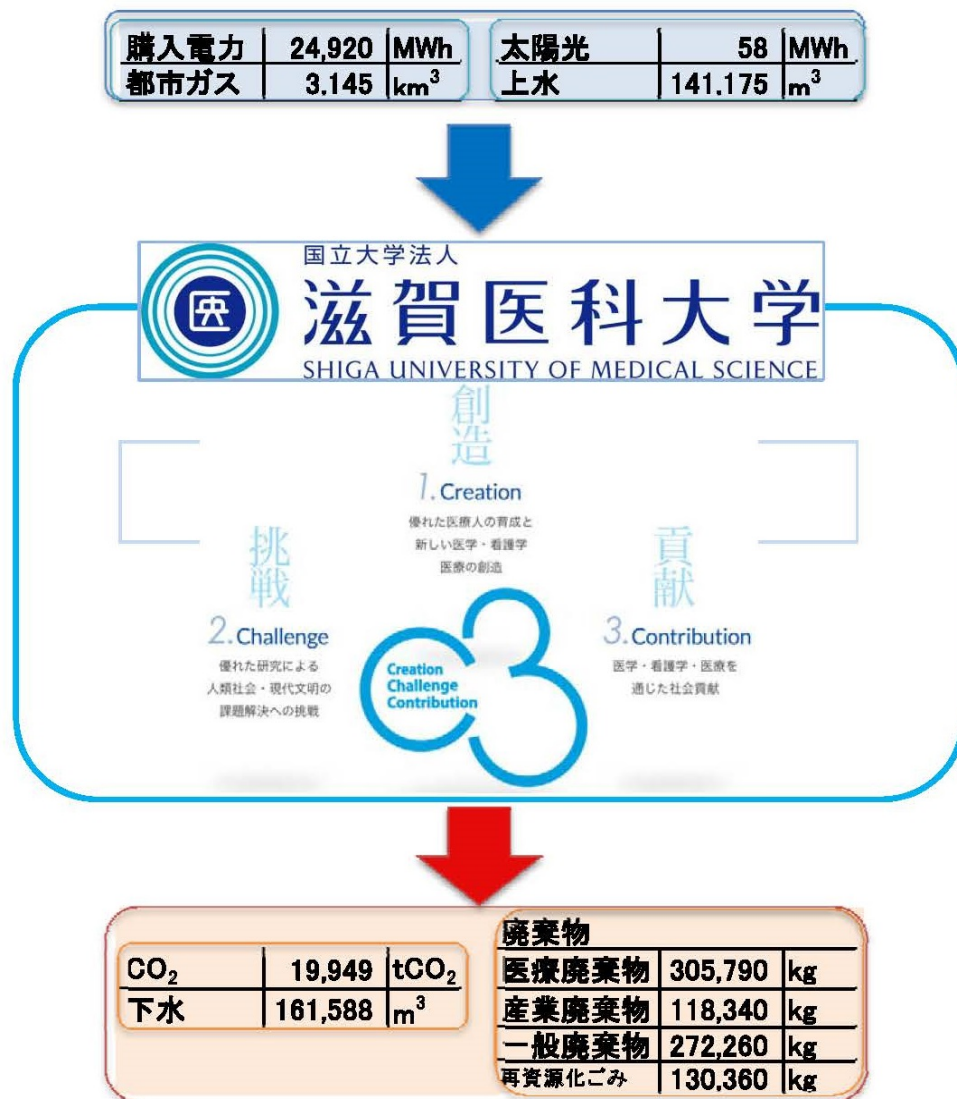 購入電力 24,920 MWh
都市ガス 3.145 km³
太陽光 58 MWh
上水 141.175 m³
国立大学法人
滋賀医科大学
SHIGA UNIVERSITY OF MEDICAL SCIENCE
創造
1.Creation
優れた医療人の育成と
新しい医学・看護学
医療の創造
挑戦
2.Challenge
優れた研究による
人類社会・現代文明の
課題解決への挑戦
貢献
3.Contribution
医学・看護学・医療を
通じた社会貢献
Creation
Challenge
Contribution
CO₂ 19,949 tCO₂
下水 161,588 m³
廃棄物
医療廃棄物 305,790 kg
産業廃棄物 118,340 kg
一般廃棄物 272,260 kg
再資源化ごみ 130,360 kg